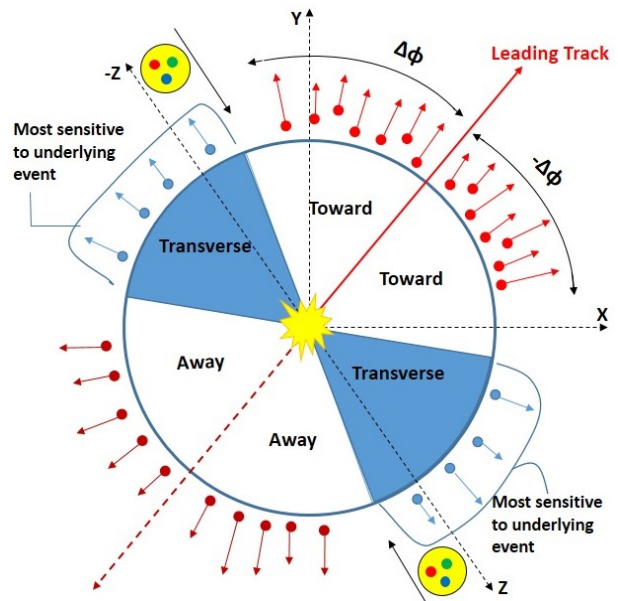 Y
Δϕ
Leading Track
-Z
Most sensitive
to underlying
event
-Δϕ
Toward
Transverse
Toward
X
Away
Transverse
Away
Most sensitive
to underlying
event
Z